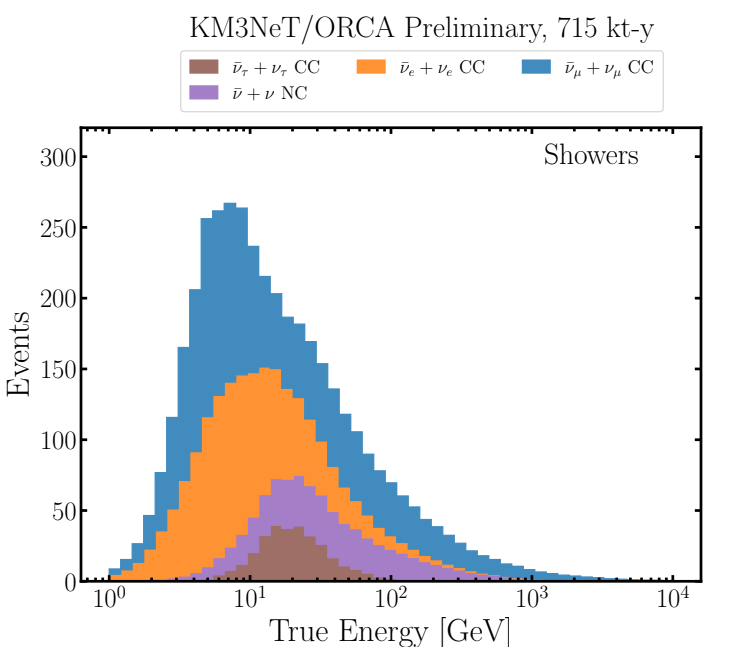 KM3NeT/ORCA Preliminary, 715 kt-y
ν̄τ + ντ CC
ν̄e + νe CC
ν̄μ + νμ CC
ν̄ + ν NC
Showers
300
250
200
150
100
50
0
Events
10⁰ 10¹ 10² 10³ 10⁴
True Energy [GeV]